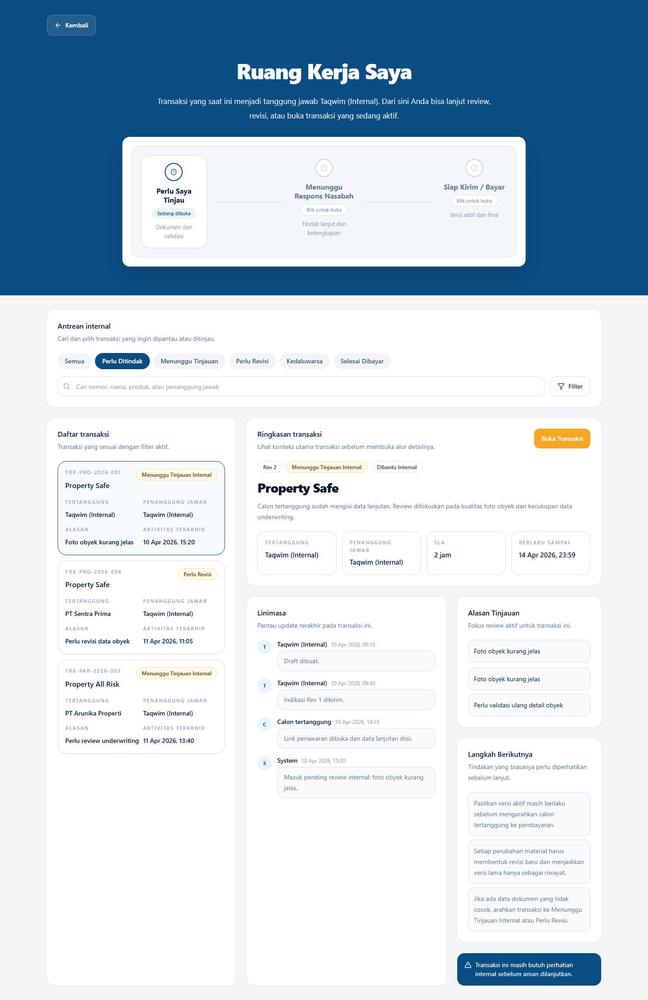 Kembali
Ruang Kerja Saya
Transaksi yang saat ini menjadi tanggung jawab Taqwim (Internal). Dari sini Anda bisa lanjut review,
revisi, atau buka transaksi yang sedang aktif.
Perlu Saya
Tinjau
Sedang dibuka
Dokumen dan
validasi
Menunggu
Respons Nasabah
Klik untuk buka
Tindak lanjut dan
kelengkapan
Siap Kirim / Bayar
Klik untuk buka
Versi aktif dan final
Antrean internal
Cari dan pilih transaksi yang ingin dipantau atau ditinjau.
Semua
Perlu Ditindak
Menunggu Tinjauan
Perlu Revisi
Kedaluwarsa
Selesai Dibayar
Cari nomor, nama, produk, atau penanggung jawab
Filter
Daftar transaksi
Transaksi yang sesuai dengan filter aktif.
TRX-PRO-2026-001
Menunggu Tinjauan Internal
Property Safe
TERTANGGUNG
PENANGGUNG JAWAB
Taqwim (Internal)
Taqwim (Internal)
ALASAN
AKTIVITAS TERAKHIR
Foto obyek kurang jelas
10 Apr 2026, 15:20
TRX-PRO-2026-004
Perlu Revisi
Property Safe
TERTANGGUNG
PENANGGUNG JAWAB
PT Sentra Prima
Taqwim (Internal)
ALASAN
AKTIVITAS TERAKHIR
Perlu revisi data obyek
11 Apr 2026, 11:05
TRX-PAR-2026-003
Menunggu Tinjauan Internal
Property All Risk
TERTANGGUNG
PENANGGUNG JAWAB
PT Arunika Properti
Taqwim (Internal)
ALASAN
AKTIVITAS TERAKHIR
Perlu review underwriting
11 Apr 2026, 13:40
Ringkasan transaksi
Lihat konteks utama transaksi sebelum membuka alur detailnya.
Buka Transaksi
Rev 2
Menunggu Tinjauan Internal
Dibantu Internal
Property Safe
Calon tertanggung sudah mengisi data lanjutan. Review difokuskan pada kualitas foto obyek dan kecukupan data
underwriting.
TERTANGGUNG
Taqwim (Internal)
PENANGGUNG
JAWAB
Taqwim (Internal)
SLA
2 jam
BERLAKU SAMPAI
14 Apr 2026, 23:59
Linimasa
Pantau update terakhir pada transaksi ini.
T
Taqwim (Internal) 10 Apr 2026, 09:10
Draft dibuat.
T
Taqwim (Internal) 10 Apr 2026, 09:40
Indikasi Rev 1 dikirim.
C
Calon tertanggung 10 Apr 2026, 14:15
Link penawaran dibuka dan data lanjutan diisi.
S
System 10 Apr 2026, 15:20
Masuk pending review internal: foto obyek kurang
jelas.
Alasan Tinjauan
Fokus review aktif untuk transaksi ini.
Foto obyek kurang jelas
Foto obyek kurang jelas
Perlu validasi ulang detail obyek
Langkah Berikutnya
Tindakan yang biasanya perlu diperhatikan
sebelum lanjut.
Pastikan versi aktif masih berlaku
sebelum mengarahkan calon
tertanggung ke pembayaran.
Setiap perubahan material harus
membentuk revisi baru dan menjadikan
versi lama hanya sebagai riwayat.
Jika ada data dokumen yang tidak
cocok, arahkan transaksi ke Menunggu
Tinjauan Internal atau Perlu Revisi.
Transaksi ini masih butuh perhatian
internal sebelum aman dilanjutkan.